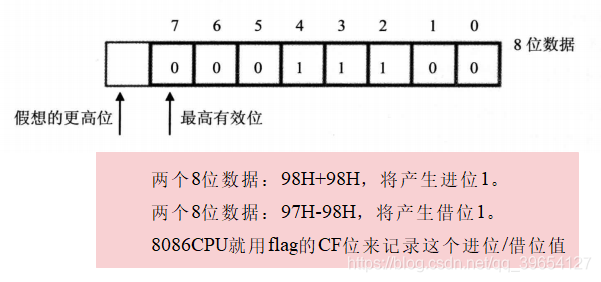 7 6 5 4 3 2 1 0
0 0 0 1 1 1 0 0 8 位数据
假想的更高位 最高有效位
两个8位数据：98H+98H，将产生进位1。
两个8位数据：97H-98H，将产生借位1。
8086CPU就用flag的CF位来记录这个进位/借位值
https://blog.csdn.net/qq_39654127